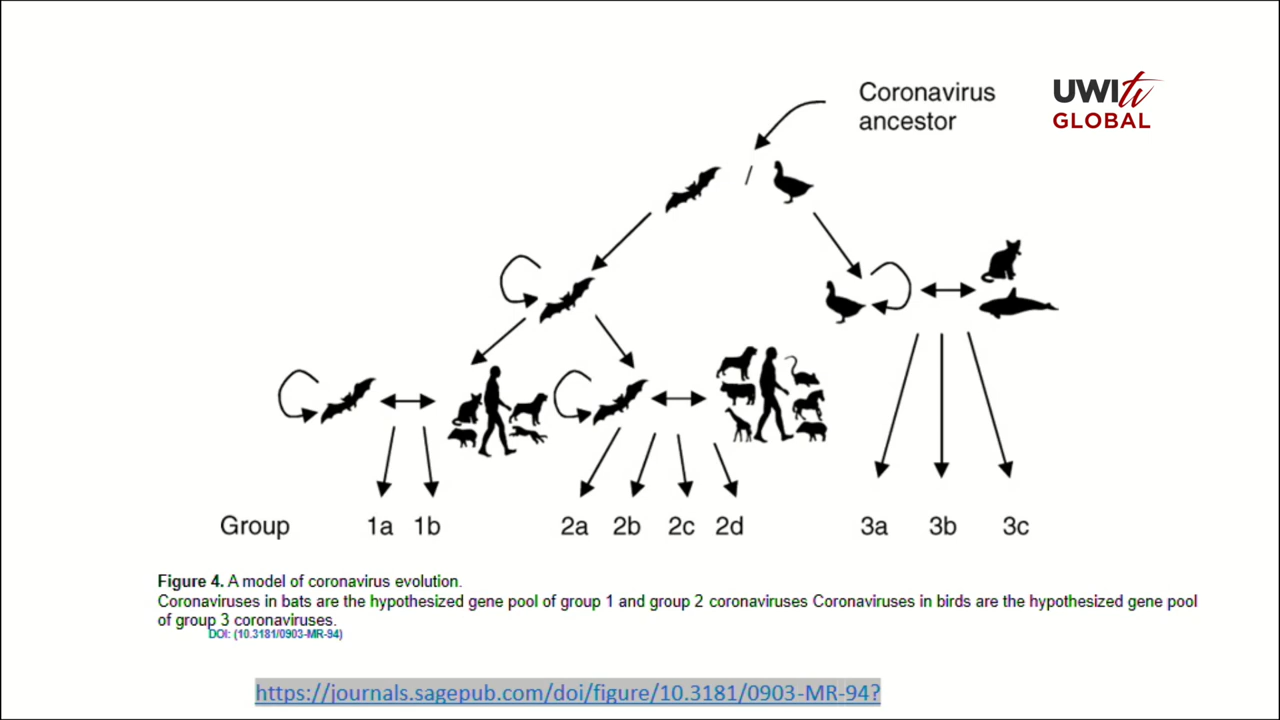 Coronavirus
ancestor
UWI tv
GLOBAL
/
Group 1a 1b 2a 2b 2c 2d 3a 3b 3c
Figure 4. A model of coronavirus evolution.
Coronaviruses in bats are the hypothesized gene pool of group 1 and group 2 coronaviruses Coronaviruses in birds are the hypothesized gene pool
of group 3 coronaviruses.
DOI: (10.3181/0903-MR-94)
https://journals.sagepub.com/doi/figure/10.3181/0903-MR-94?